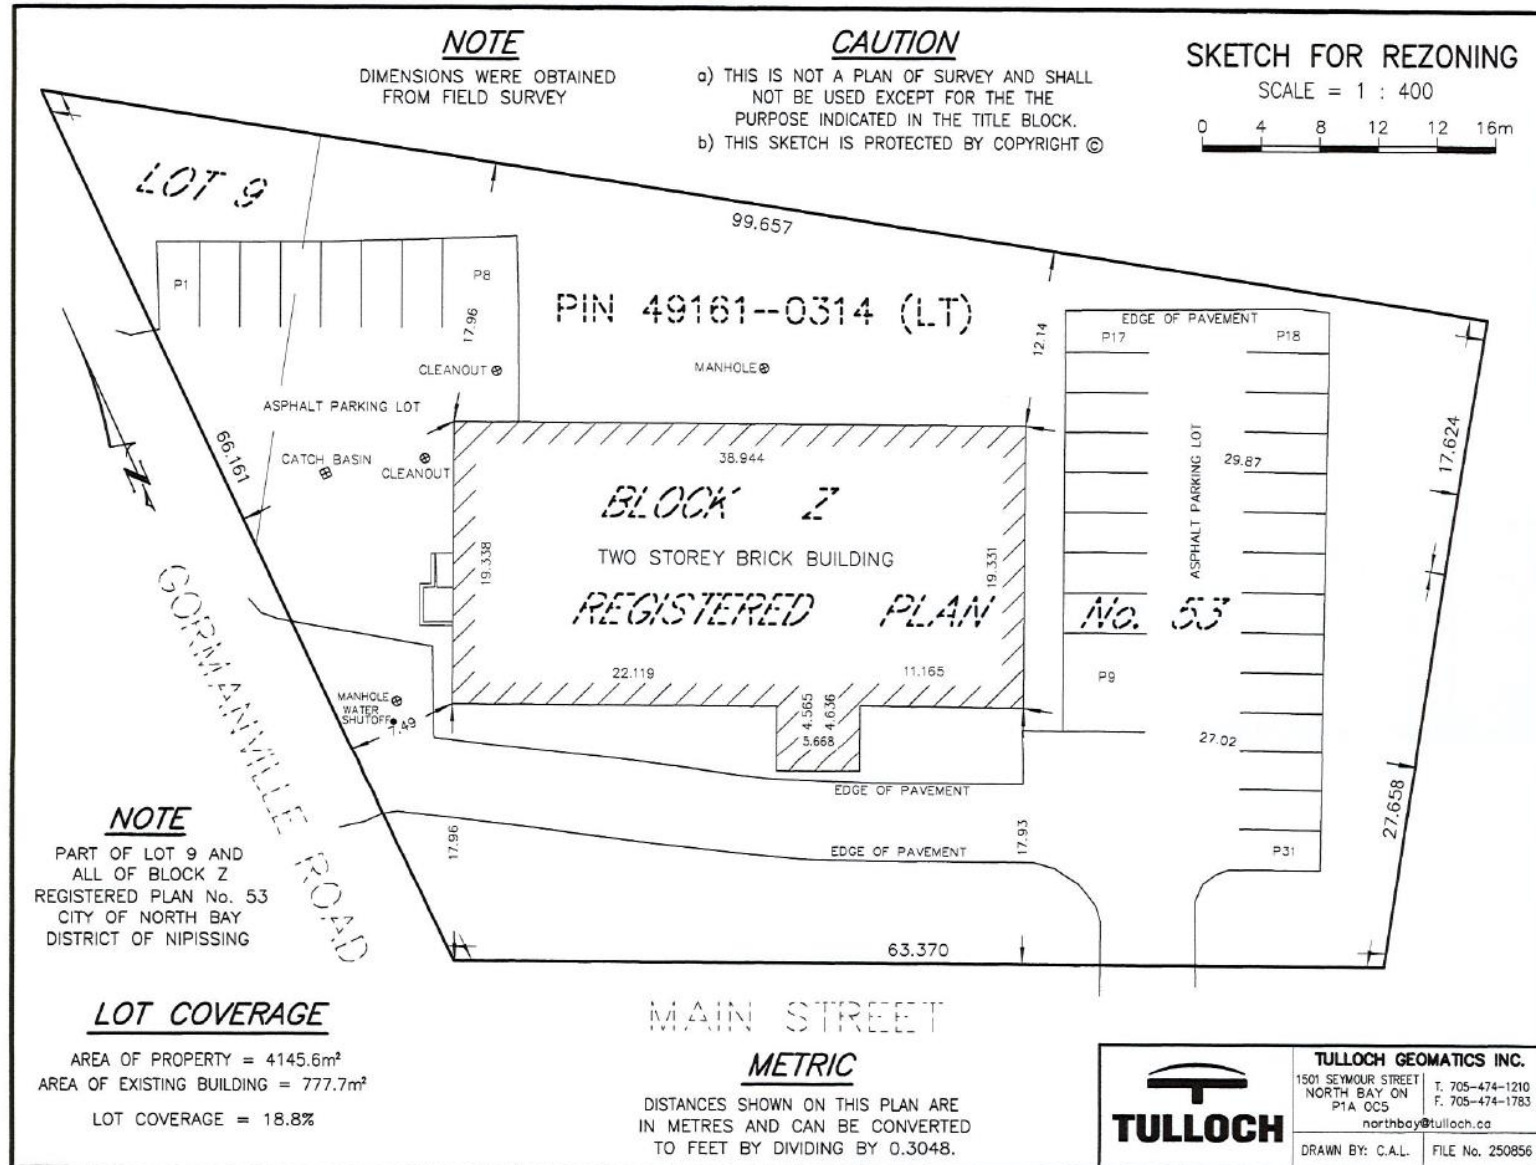 NOTE
DIMENSIONS WERE OBTAINED
FROM FIELD SURVEY
CAUTION
a) THIS IS NOT A PLAN OF SURVEY AND SHALL
NOT BE USED EXCEPT FOR THE THE
PURPOSE INDICATED IN THE TITLE BLOCK.
b) THIS SKETCH IS PROTECTED BY COPYRIGHT ©
SKETCH FOR REZONING
SCALE = 1 : 400
0 4 8 12 12 16m
LOT 9
99.657
P1
P8
17.96
PIN 49161--0314 (LT)
12.14
EDGE OF PAVEMENT
P17
P18
CLEANOUT
MANHOLE
ASPHALT PARKING LOT
66.161
CATCH BASIN
CLEANOUT
38.944
ASPHALT PARKING LOT
29.87
17.624
BLOCK Z
TWO STOREY BRICK BUILDING
19.338
19.331
REGISTERED PLAN No. 53
N
GORMANVILLE ROAD
22.119
11.165
P9
MANHOLE
WATER
SHUTOFF
7.49
4.565
4.636
5.668
27.02
EDGE OF PAVEMENT
27.658
17.96
EDGE OF PAVEMENT
17.93
P31
NOTE
PART OF LOT 9 AND
ALL OF BLOCK Z
REGISTERED PLAN No. 53
CITY OF NORTH BAY
DISTRICT OF NIPISSING
63.370
MAIN STREET
LOT COVERAGE
AREA OF PROPERTY = 4145.6m²
AREA OF EXISTING BUILDING = 777.7m²
LOT COVERAGE = 18.8%
METRIC
DISTANCES SHOWN ON THIS PLAN ARE
IN METRES AND CAN BE CONVERTED
TO FEET BY DIVIDING BY 0.3048.
TULLOCH
TULLOCH GEOMATICS INC.
1501 SEYMOUR STREET
NORTH BAY ON
P1A 0C5
T. 705-474-1210
F. 705-474-1783
northbay@tulloch.ca
DRAWN BY: C.A.L.
FILE No. 250856